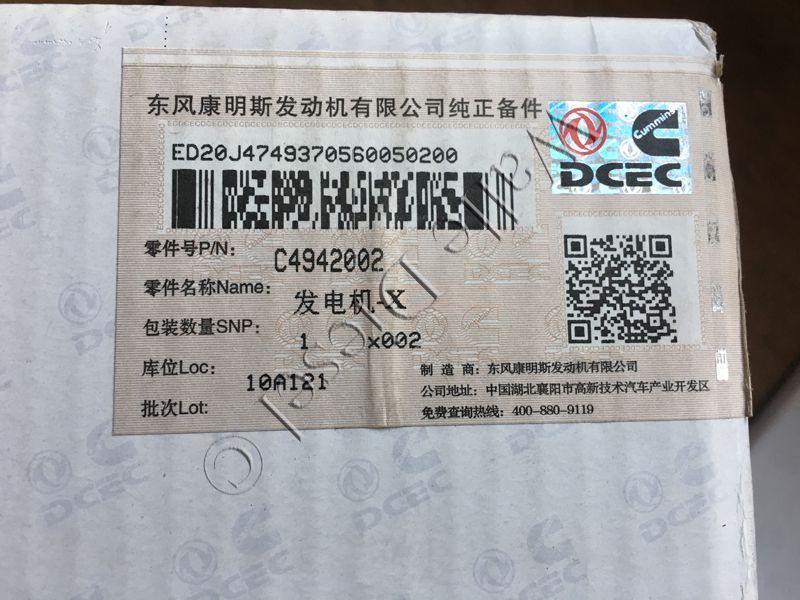 东风康明斯发动机有限公司纯正备件
ED20J4749370560050200
Cummins
DCEC
零件号P/N: C4942002
零件名称Name: 发电机-X
包装数量SNP: 1 x002
库位Loc: 10A121
批次Lot:
制 造 商：东风康明斯发动机有限公司
公司地址：中国湖北襄阳市高新技术汽车产业开发区
免费查询热线：400-880-9119
DCEC
DCEC
DCEC
DCEC